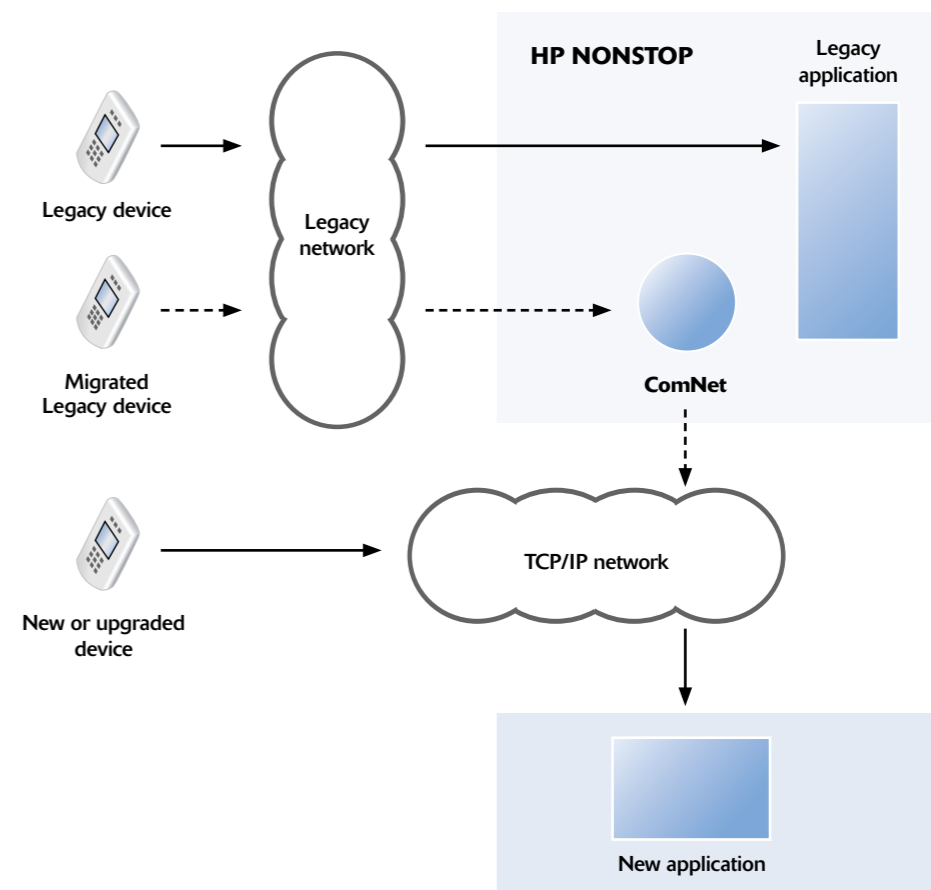 HP NONSTOP
Legacy
application
Legacy device
Legacy
network
Migrated
Legacy device
ComNet
New or upgraded
device
TCP/IP network
New application